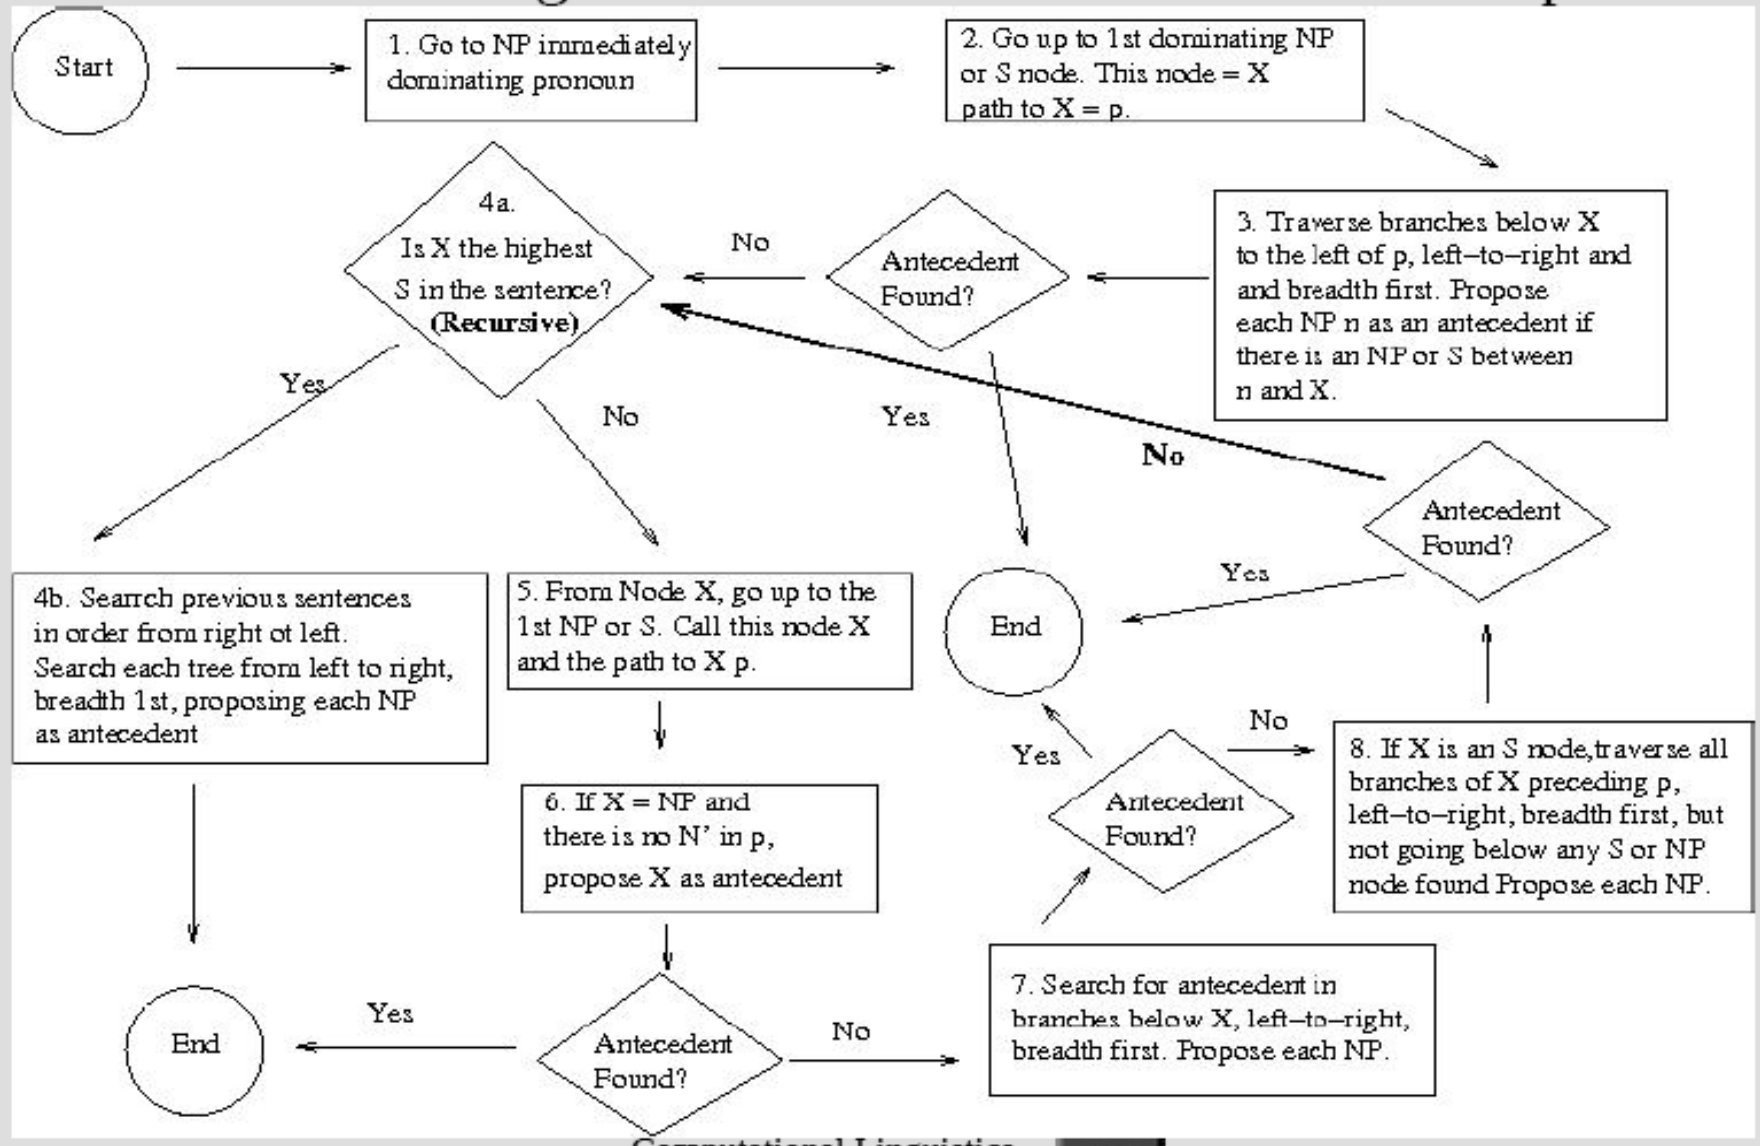 Start
1. Go to NP immediately
dominating pronoun
2. Go up to 1st dominating NP
or S node. This node = X
path to X = p.
3. Traverse branches below X
to the left of p, left–to–right and
and breadth first. Propose
each NP n as an antecedent if
there is an NP or S between
n and X.
Antecedent
Found?
No
Yes
4a.
Is X the highest
S in the sentence?
(Recursive)
Yes
No
No
4b. Searrch previous sentences
in order from right ot left.
Search each tree from left to right,
breadth 1st, proposing each NP
as antecedent
End
5. From Node X, go up to the
1st NP or S. Call this node X
and the path to X p.
6. If X = NP and
there is no N' in p,
propose X as antecedent
Antecedent
Found?
Yes
No
7. Search for antecedent in
branches below X, left–to–right,
breadth first. Propose each NP.
Antecedent
Found?
Yes
No
8. If X is an S node,traverse all
branches of X preceding p,
left–to–right, breadth first, but
not going below any S or NP
node found Propose each NP.
Antecedent
Found?
Yes
End
Computational Linguistics